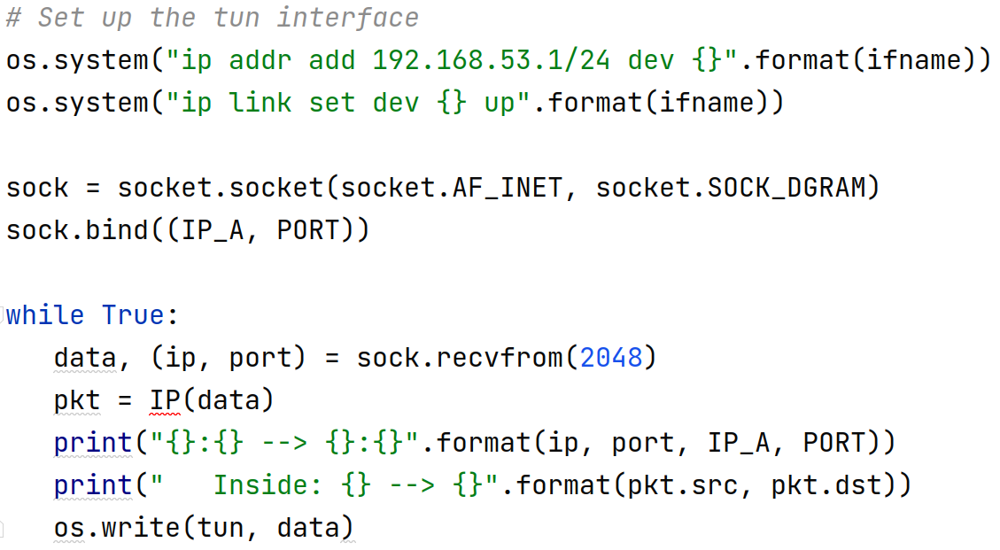 # Set up the tun interface
os.system("ip addr add 192.168.53.1/24 dev {}".format(ifname))
os.system("ip link set dev {} up".format(ifname))
sock = socket.socket(socket.AF_INET, socket.SOCK_DGRAM)
sock.bind((IP_A, PORT))
while True:
    data, (ip, port) = sock.recvfrom(2048)
    pkt = IP(data)
    print("{}:{} --> {}:{}".format(ip, port, IP_A, PORT))
    print("   Inside: {} --> {}".format(pkt.src, pkt.dst))
    os.write(tun, data)